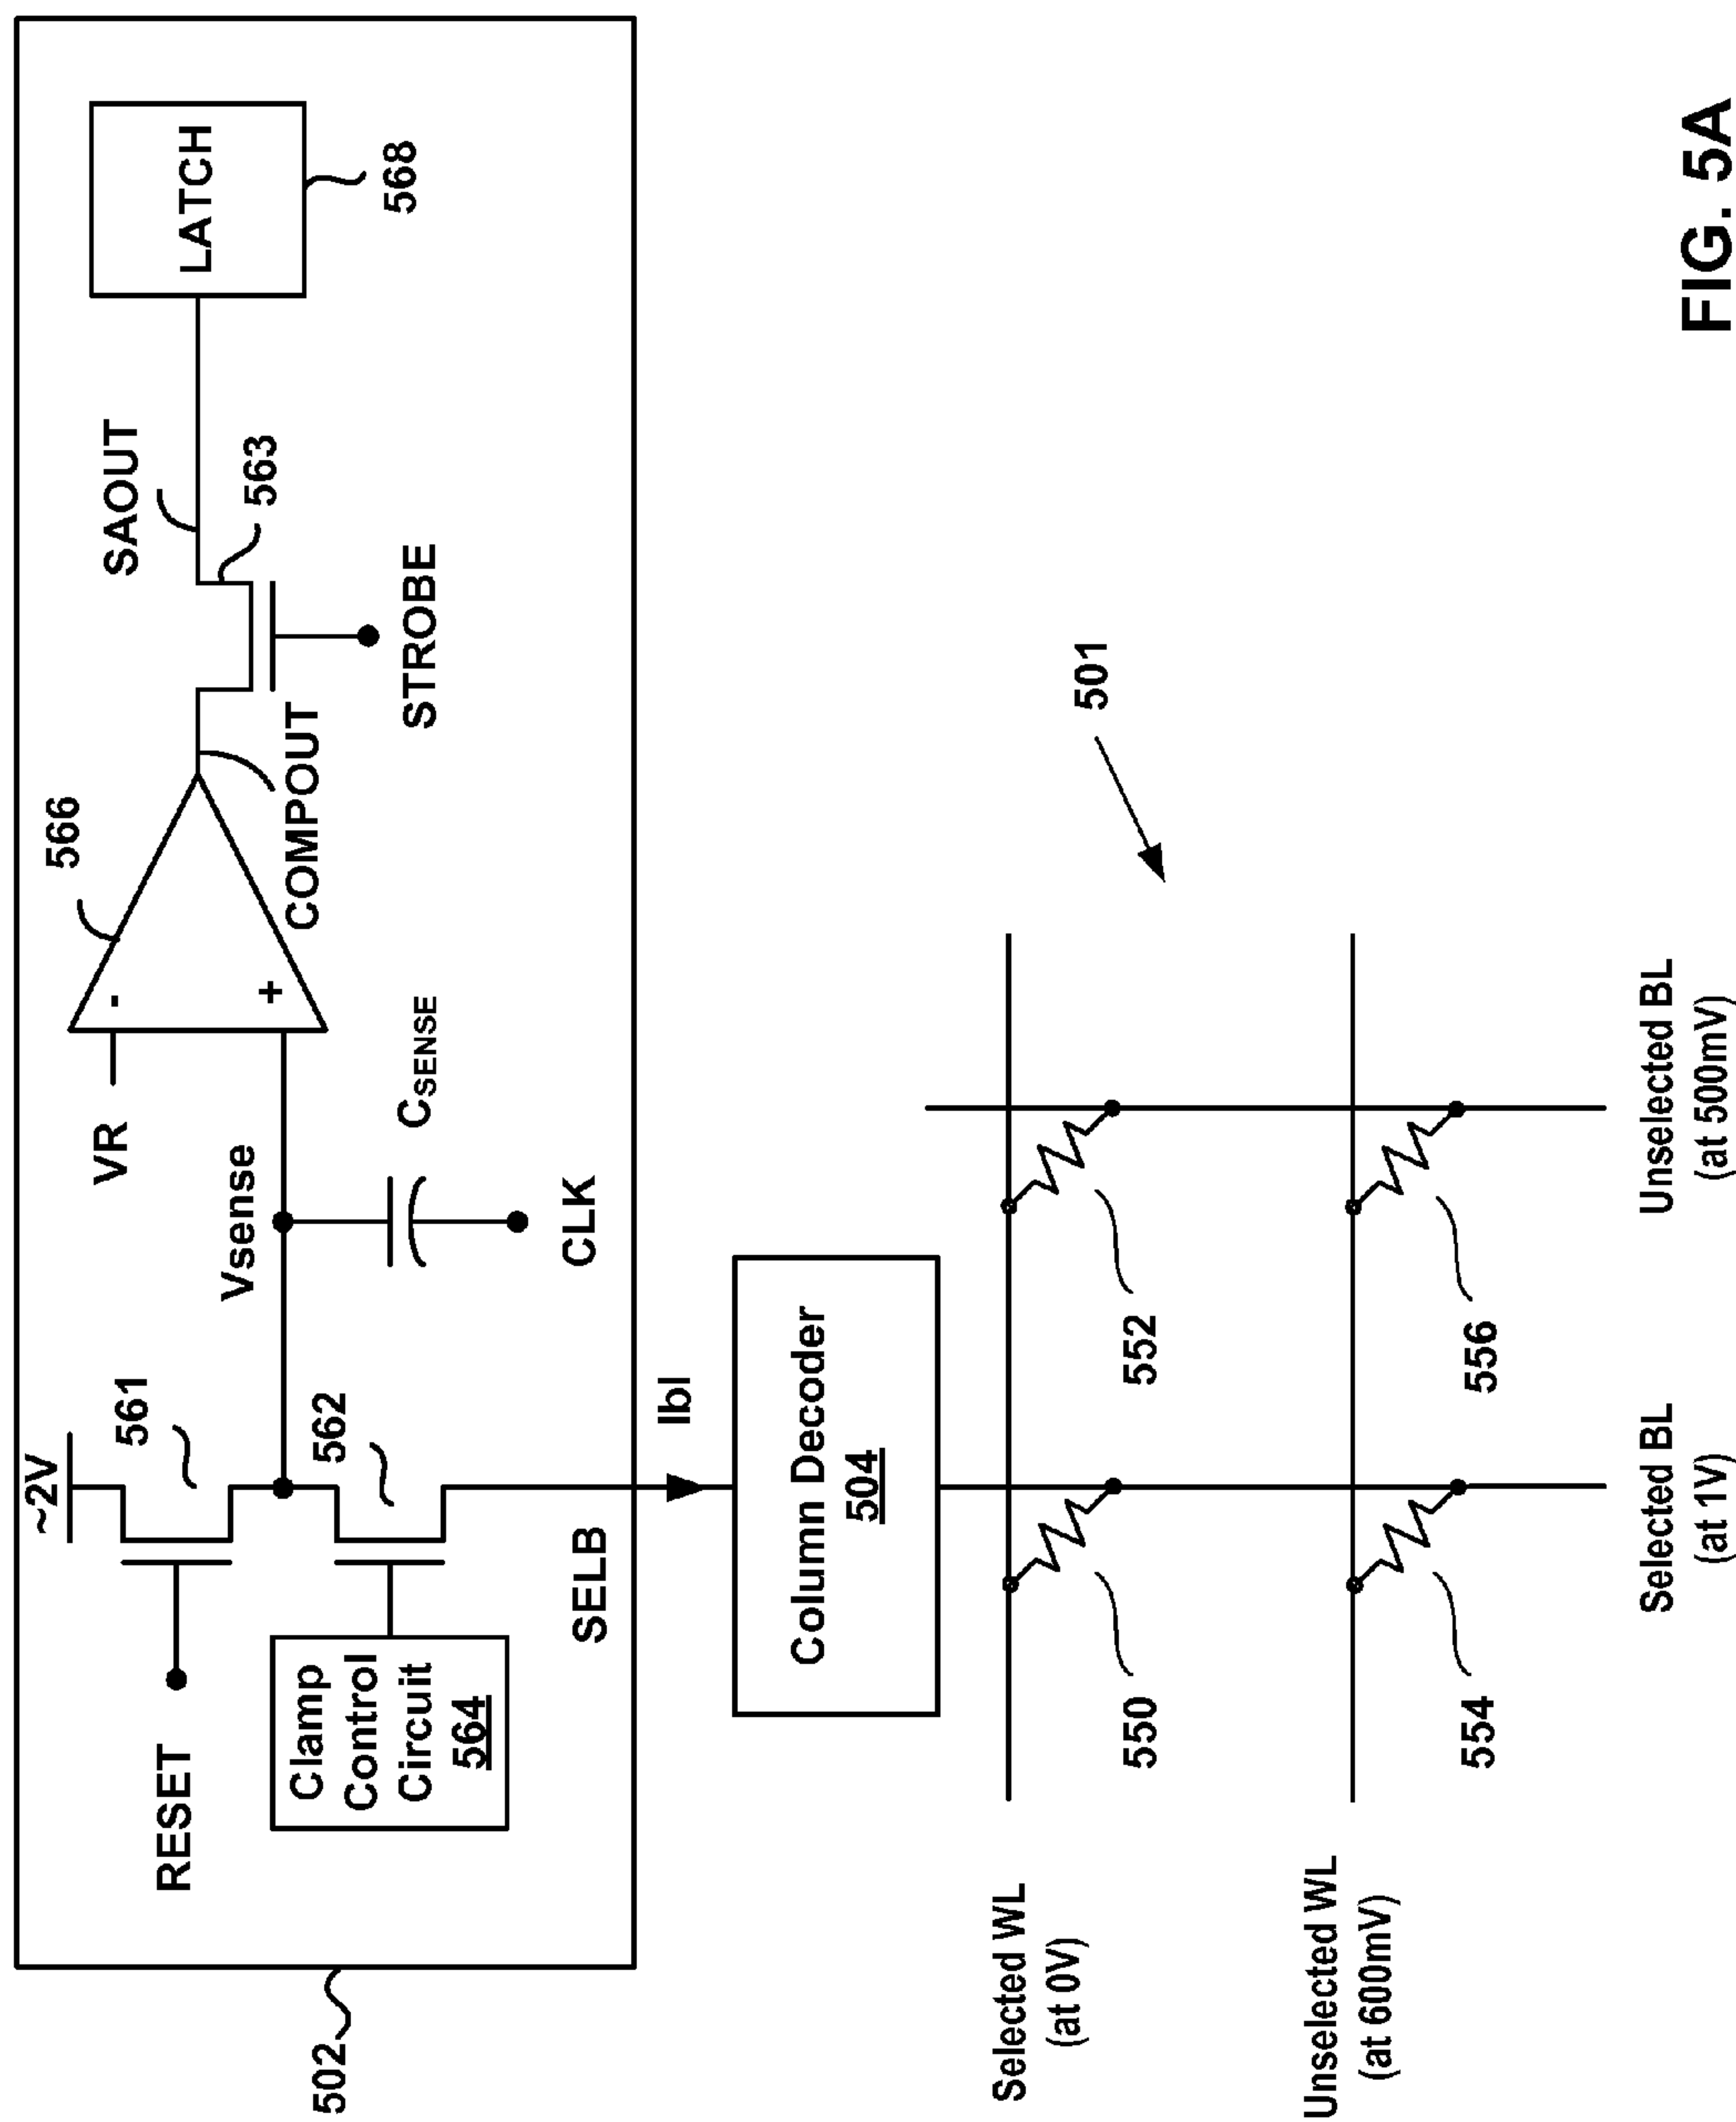 502
~2V
RESET
561
Clamp
Control
Circuit
564
562
Vsense
VR
566
-
+
CSENSE
CLK
COMPOUT
STROBE
SAOUT
563
LATCH
568
SELB
Ibl
Column Decoder
504
501
Selected WL
(at 0V)
550
552
Unselected WL
(at 600mV)
554
556
Selected BL
(at 1V)
Unselected BL
(at 500mV)
FIG. 5A